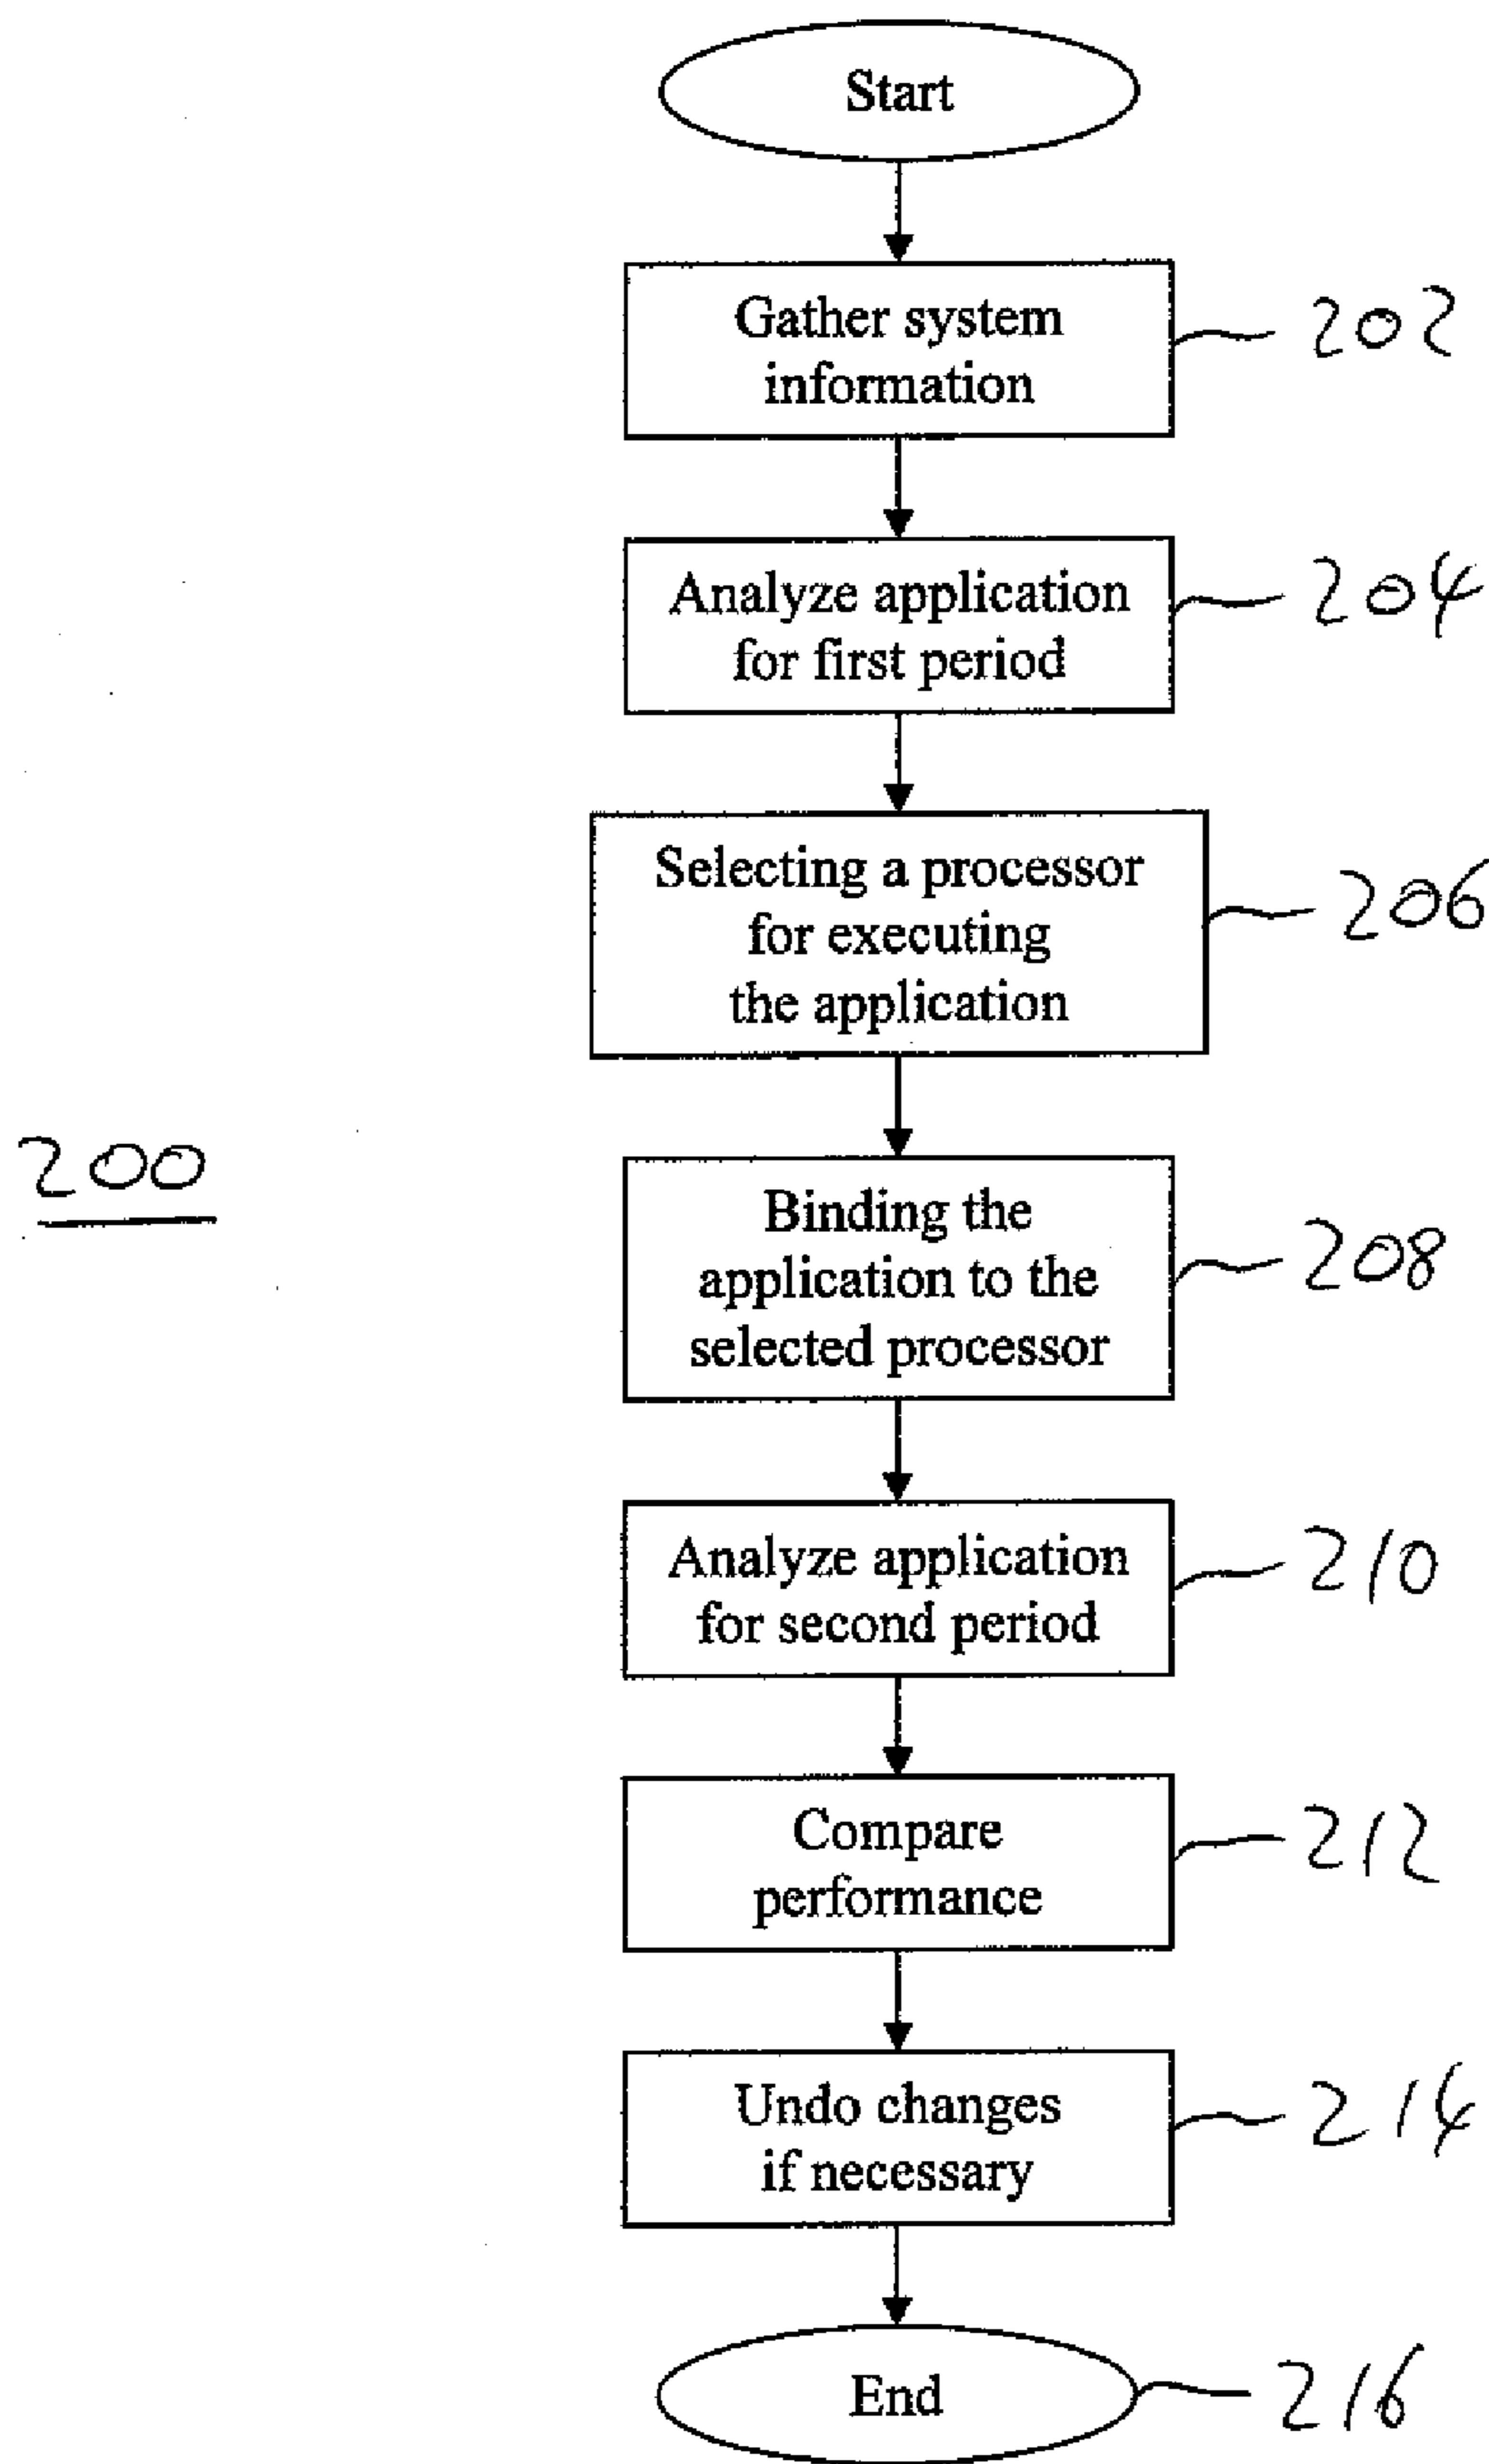 Start
Gather system
information
202
Analyze application
for first period
204
Selecting a processor
for executing
the application
206
200
Binding the
application to the
selected processor
208
Analyze application
for second period
210
Compare
performance
212
Undo changes
if necessary
214
End
216